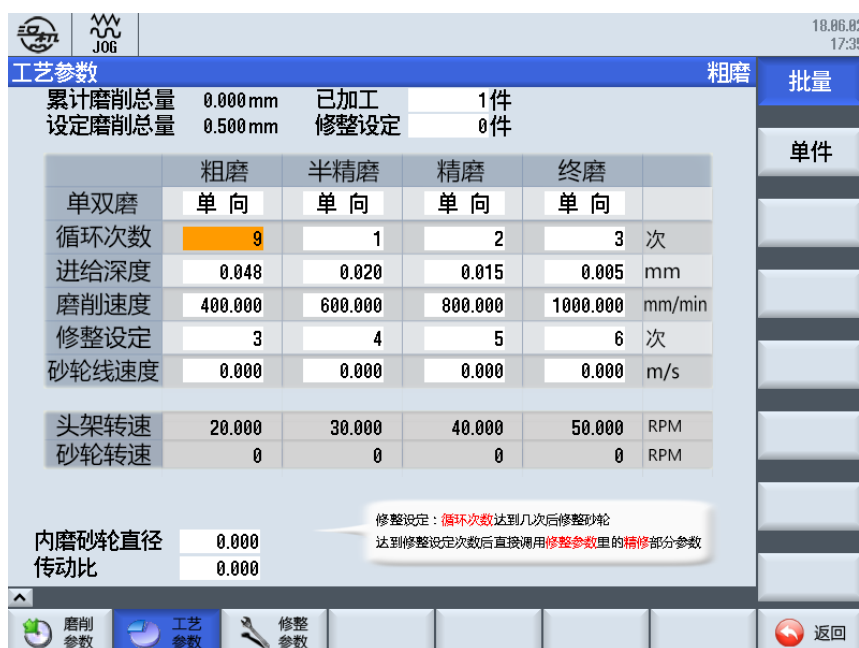 JOG
18.06.02
17:35
工艺参数 粗磨
批量
单件
累计磨削总量 0.000 mm 已加工 1件
设定磨削总量 0.500 mm 修整设定 0件
粗磨 半精磨 精磨 终磨
单双磨 单 向 单 向 单 向 单 向
循环次数 9 1 2 3 次
进给深度 0.048 0.020 0.015 0.005 mm
磨削速度 400.000 600.000 800.000 1000.000 mm/min
修整设定 3 4 5 6 次
砂轮线速度 0.000 0.000 0.000 0.000 m/s
头架转速 20.000 30.000 40.000 50.000 RPM
砂轮转速 0 0 0 0 RPM
修整设定：循环次数达到几次后修整砂轮
达到修整设定次数后直接调用修整参数里的精修部分参数
内磨砂轮直径 0.000
传动比 0.000
磨削参数
工艺参数
修整参数
返回